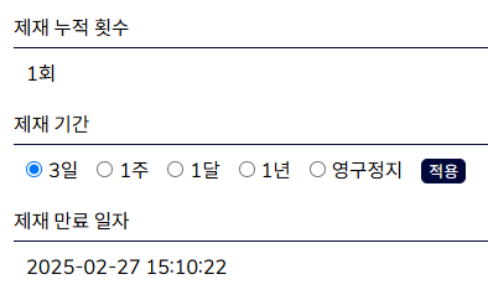 제재 누적 횟수
1회
제재 기간
3일 1주 1달 1년 영구정지 적용
제재 만료 일자
2025-02-27 15:10:22